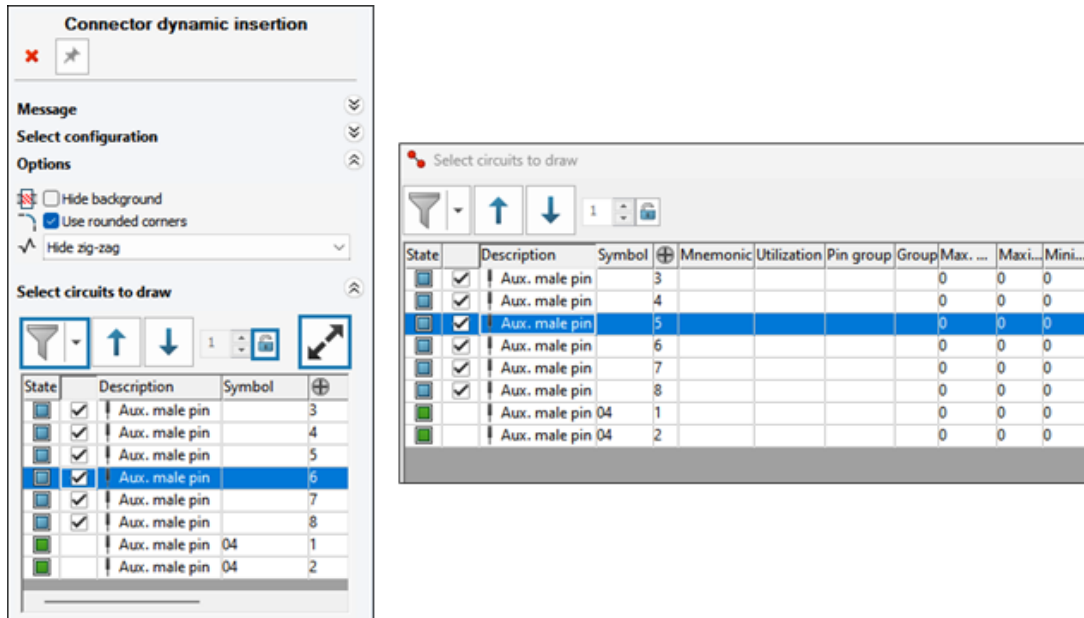 Connector dynamic insertion
Message
Select configuration
Options
Hide background
Use rounded corners
Hide zig-zag
Select circuits to draw
1
State Description Symbol
Aux. male pin 3
Aux. male pin 4
Aux. male pin 5
Aux. male pin 6
Aux. male pin 7
Aux. male pin 8
Aux. male pin 04 1
Aux. male pin 04 2
Select circuits to draw
1
State Description Symbol Mnemonic Utilization Pin group Group Max. ... Maxi... Mini...
Aux. male pin 3 0 0 0
Aux. male pin 4 0 0 0
Aux. male pin 5 0 0 0
Aux. male pin 6 0 0 0
Aux. male pin 7 0 0 0
Aux. male pin 8 0 0 0
Aux. male pin 04 1 0 0 0
Aux. male pin 04 2 0 0 0